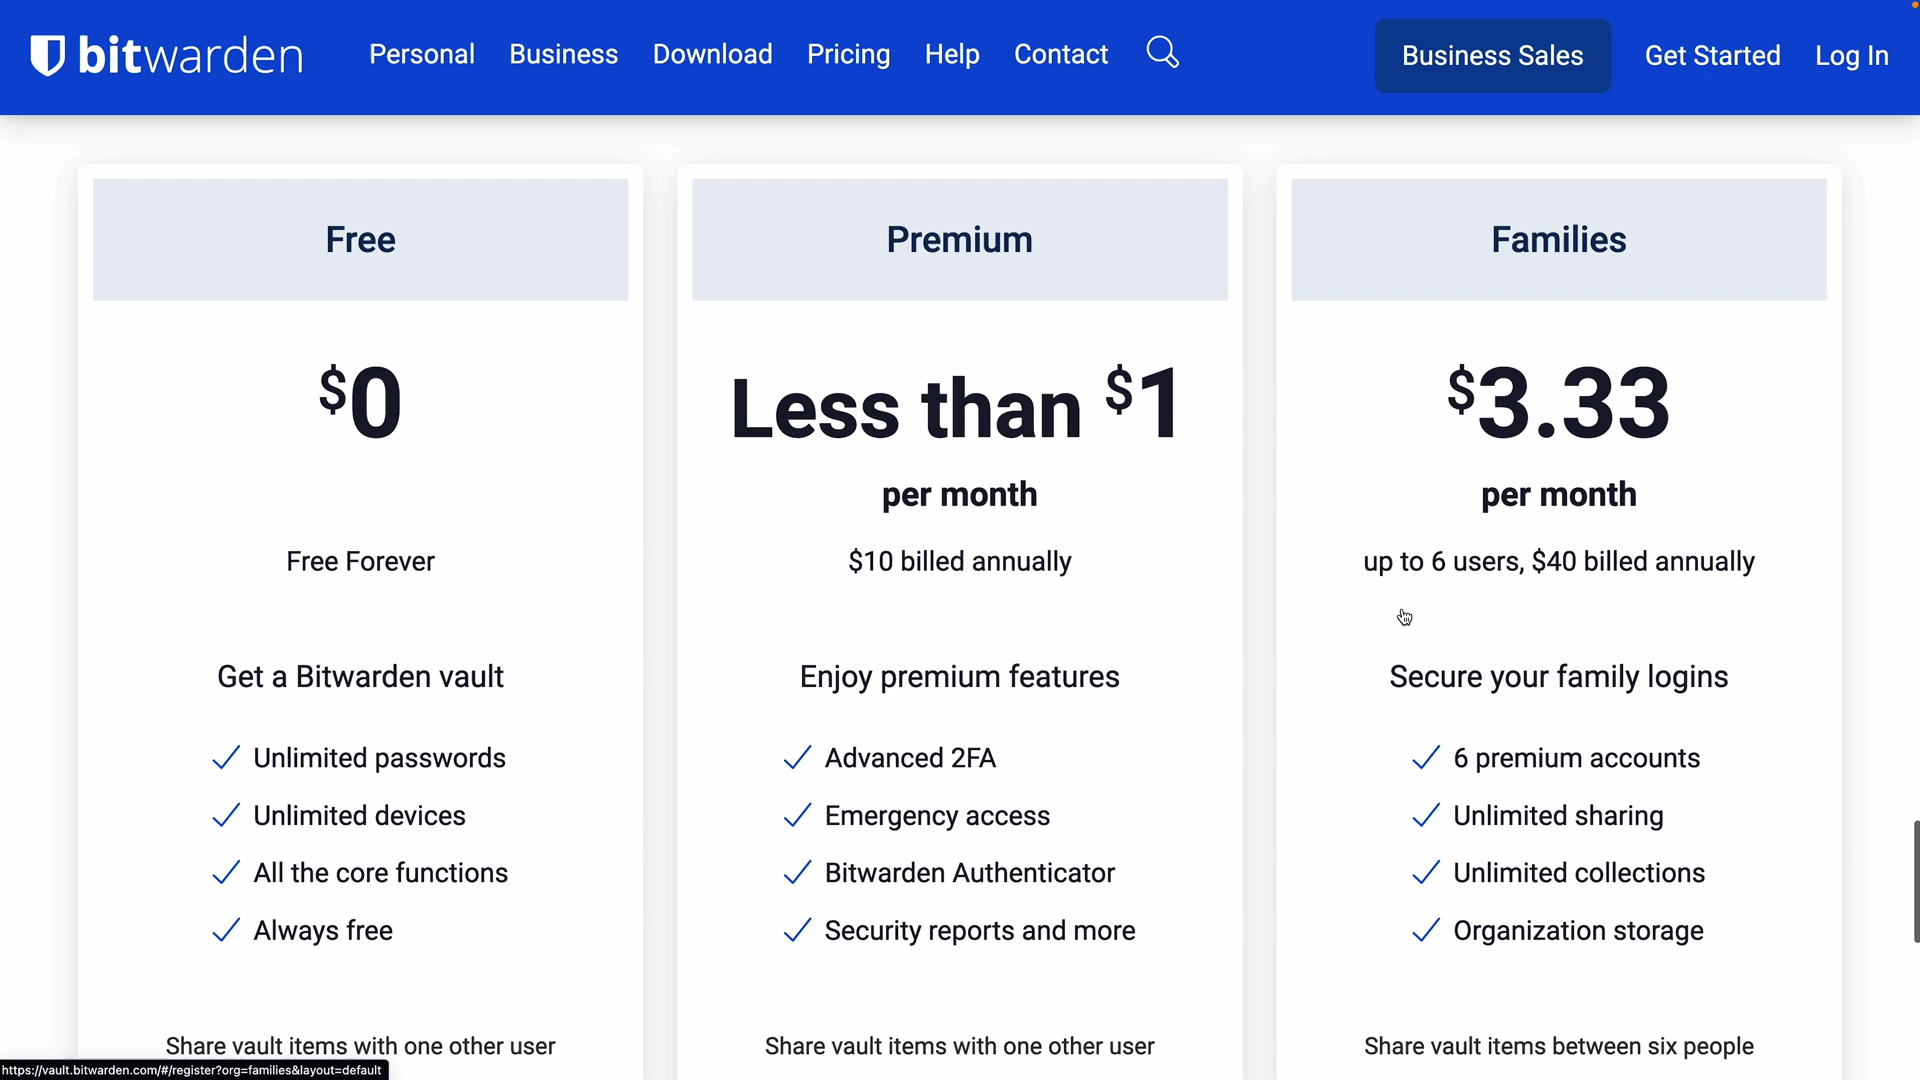 bitwarden
Personal Business Download Pricing Help Contact
Business Sales Get Started Log In
Free
$0
Free Forever
Get a Bitwarden vault
Unlimited passwords
Unlimited devices
All the core functions
Always free
Share vault items with one other user
Premium
Less than $1
per month
$10 billed annually
Enjoy premium features
Advanced 2FA
Emergency access
Bitwarden Authenticator
Security reports and more
Share vault items with one other user
Families
$3.33
per month
up to 6 users, $40 billed annually
Secure your family logins
6 premium accounts
Unlimited sharing
Unlimited collections
Organization storage
Share vault items between six people
https://vault.bitwarden.com/#/register?org=families&layout=default